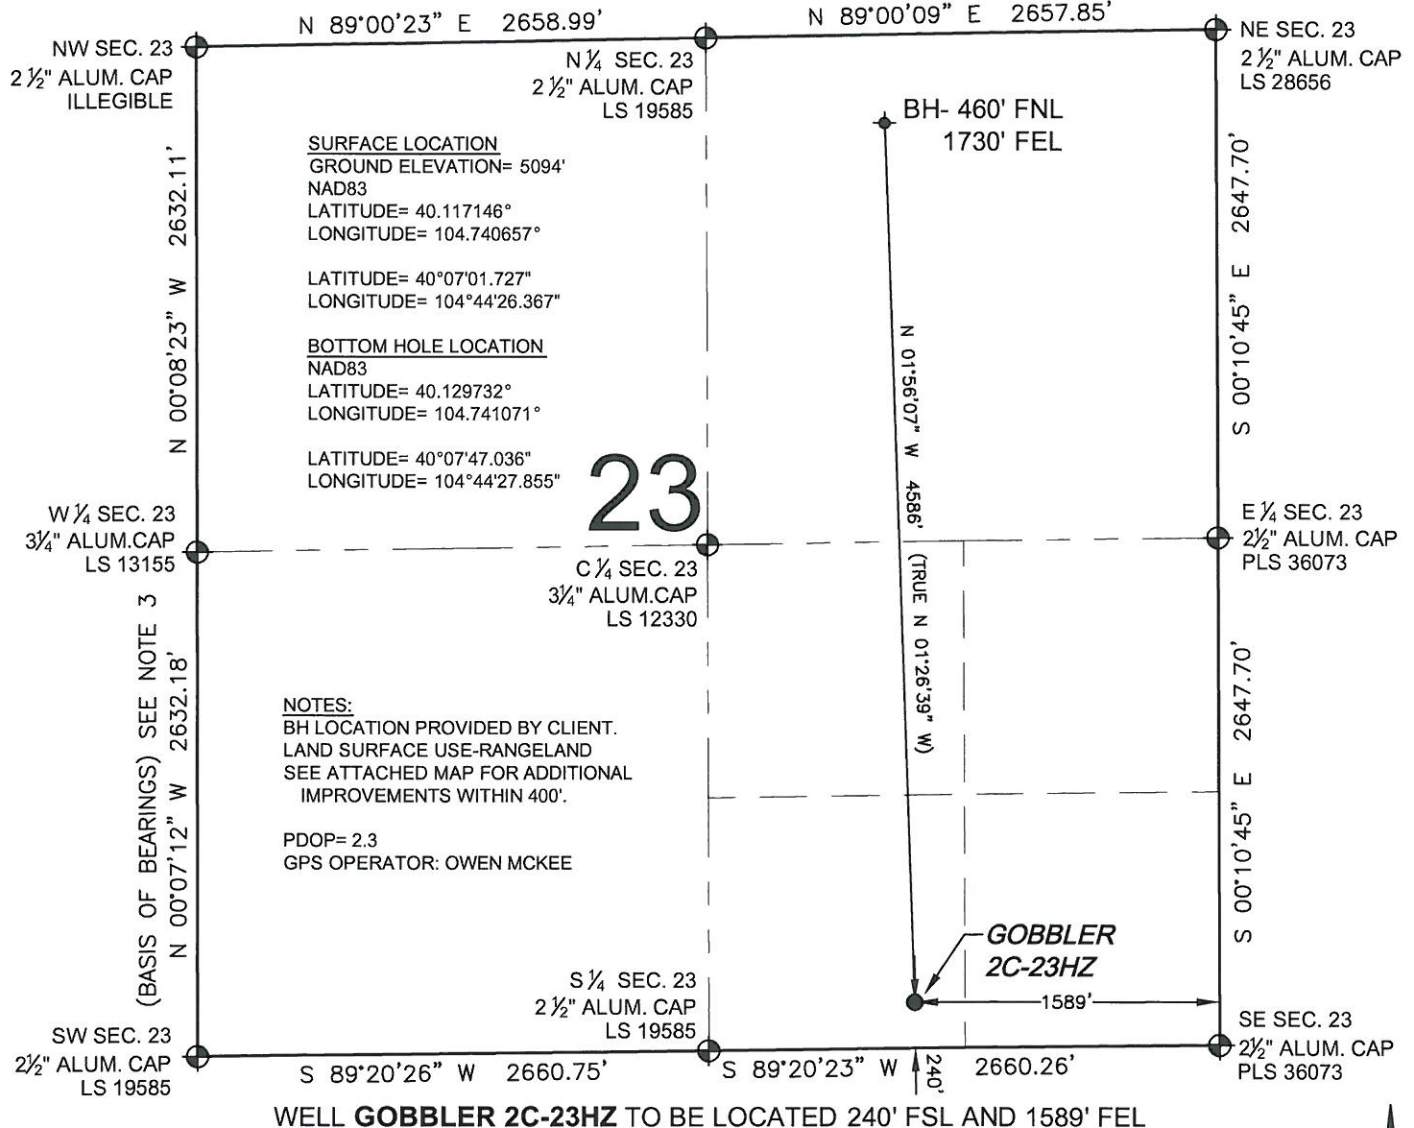 N 89°00'23" E 2658.99'
N 89°00'09" E 2657.85'
NW SEC. 23
2 ½" ALUM. CAP
ILLEGIBLE
N ¼ SEC. 23
2 ½" ALUM. CAP
LS 19585
NE SEC. 23
2 ½" ALUM. CAP
LS 28656
BH- 460' FNL
1730' FEL
SURFACE LOCATION
GROUND ELEVATION= 5094'
NAD83
LATITUDE= 40.117146°
LONGITUDE= 104.740657°
LATITUDE= 40°07'01.727"
LONGITUDE= 104°44'26.367"
BOTTOM HOLE LOCATION
NAD83
LATITUDE= 40.129732°
LONGITUDE= 104.741071°
LATITUDE= 40°07'47.036"
LONGITUDE= 104°44'27.855"
N 00°08'23" W 2632.11'
S 00°10'45" E 2647.70'
N 01°56'07" W 4586'
(TRUE N 01°26'39" W)
23
W ¼ SEC. 23
3¼" ALUM.CAP
LS 13155
C ¼ SEC. 23
3¼" ALUM.CAP
LS 12330
E ¼ SEC. 23
2½" ALUM. CAP
PLS 36073
(BASIS OF BEARINGS) SEE NOTE 3
N 00°07'12" W 2632.18'
S 00°10'45" E 2647.70'
NOTES:
BH LOCATION PROVIDED BY CLIENT.
LAND SURFACE USE-RANGELAND
SEE ATTACHED MAP FOR ADDITIONAL
IMPROVEMENTS WITHIN 400'.
PDOP= 2.3
GPS OPERATOR: OWEN MCKEE
GOBBLER
2C-23HZ
1589'
S ¼ SEC. 23
2 ½" ALUM. CAP
LS 19585
SW SEC. 23
2½" ALUM. CAP
LS 19585
SE SEC. 23
2½" ALUM. CAP
PLS 36073
S 89°20'26" W 2660.75'
S 89°20'23" W 2660.26'
240'
WELL GOBBLER 2C-23HZ TO BE LOCATED 240' FSL AND 1589' FEL